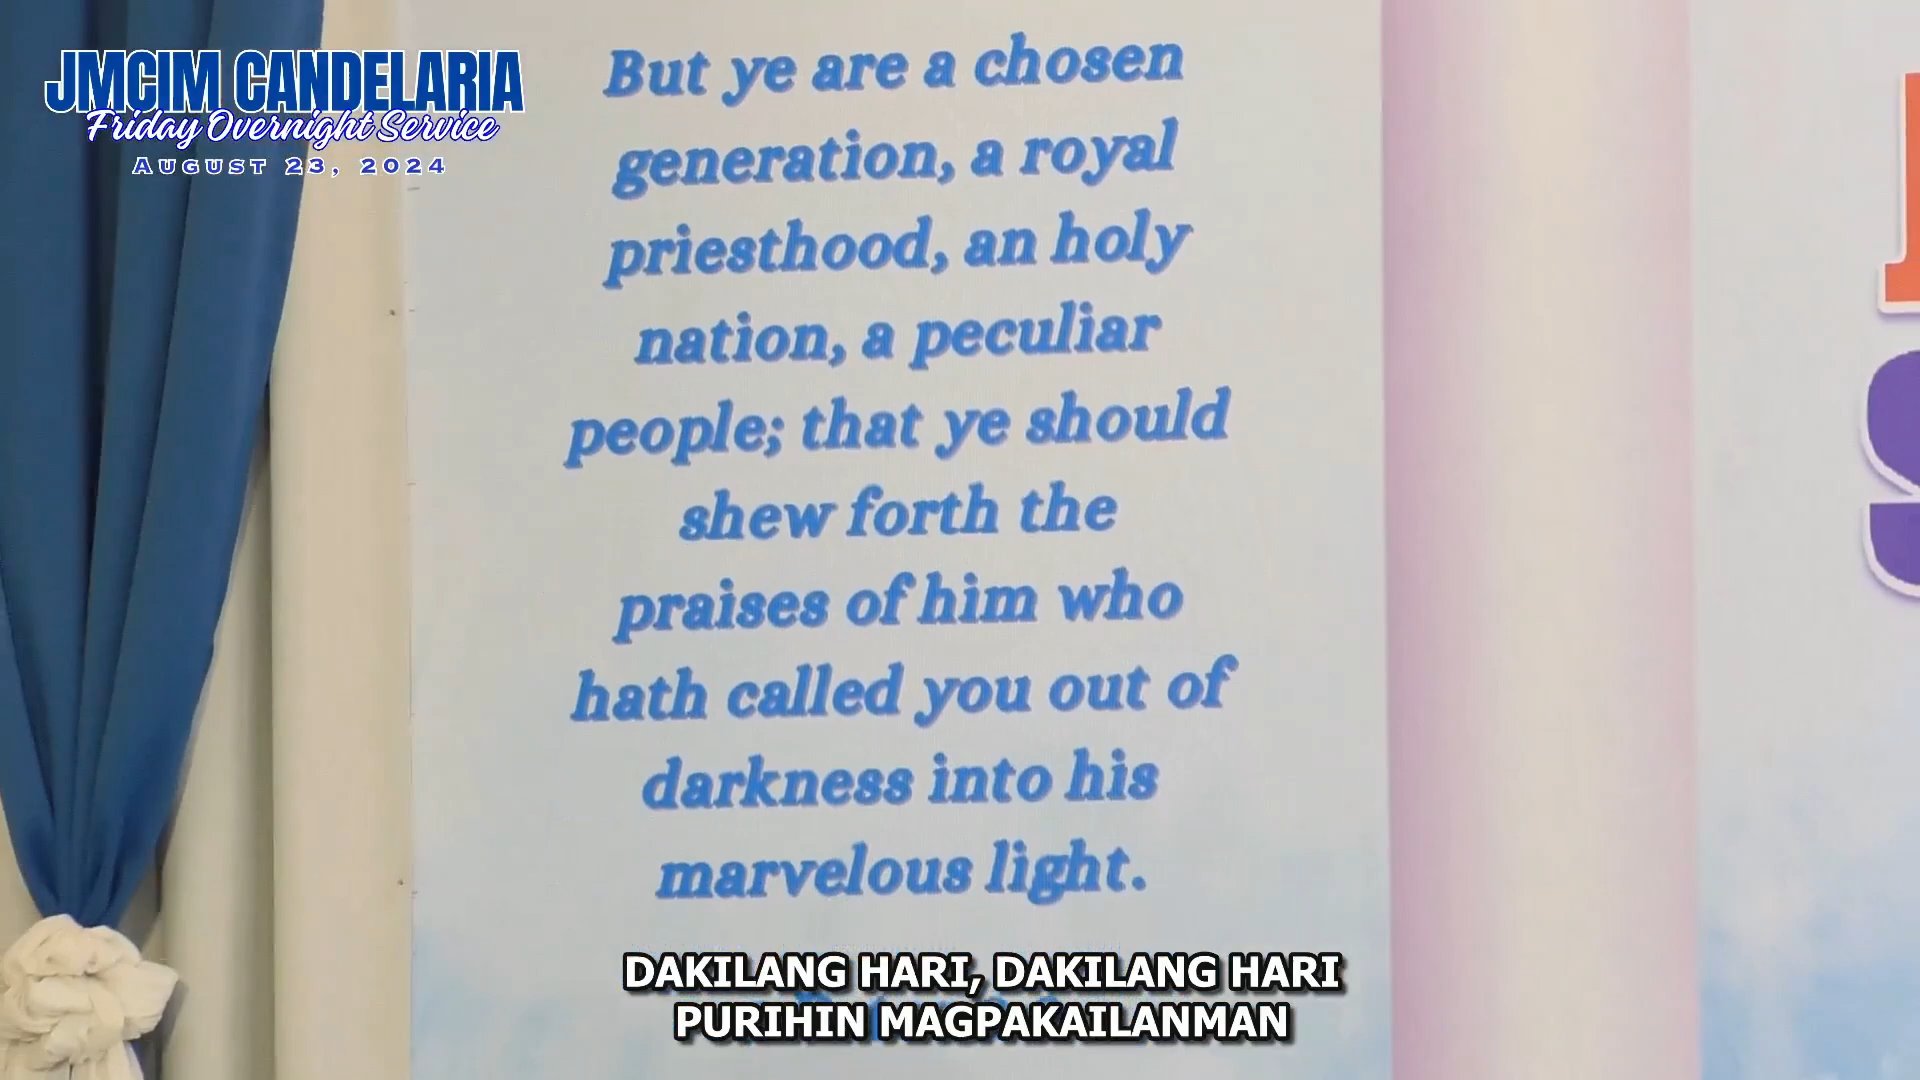 JMCIM CANDELARIA
Friday Overnight Service
AUGUST 23, 2024
But ye are a chosen
generation, a royal
priesthood, an holy
nation, a peculiar
people; that ye should
shew forth the
praises of him who
hath called you out of
darkness into his
marvelous light.
DAKILANG HARI, DAKILANG HARI
PURIHIN MAGPAKAILANMAN